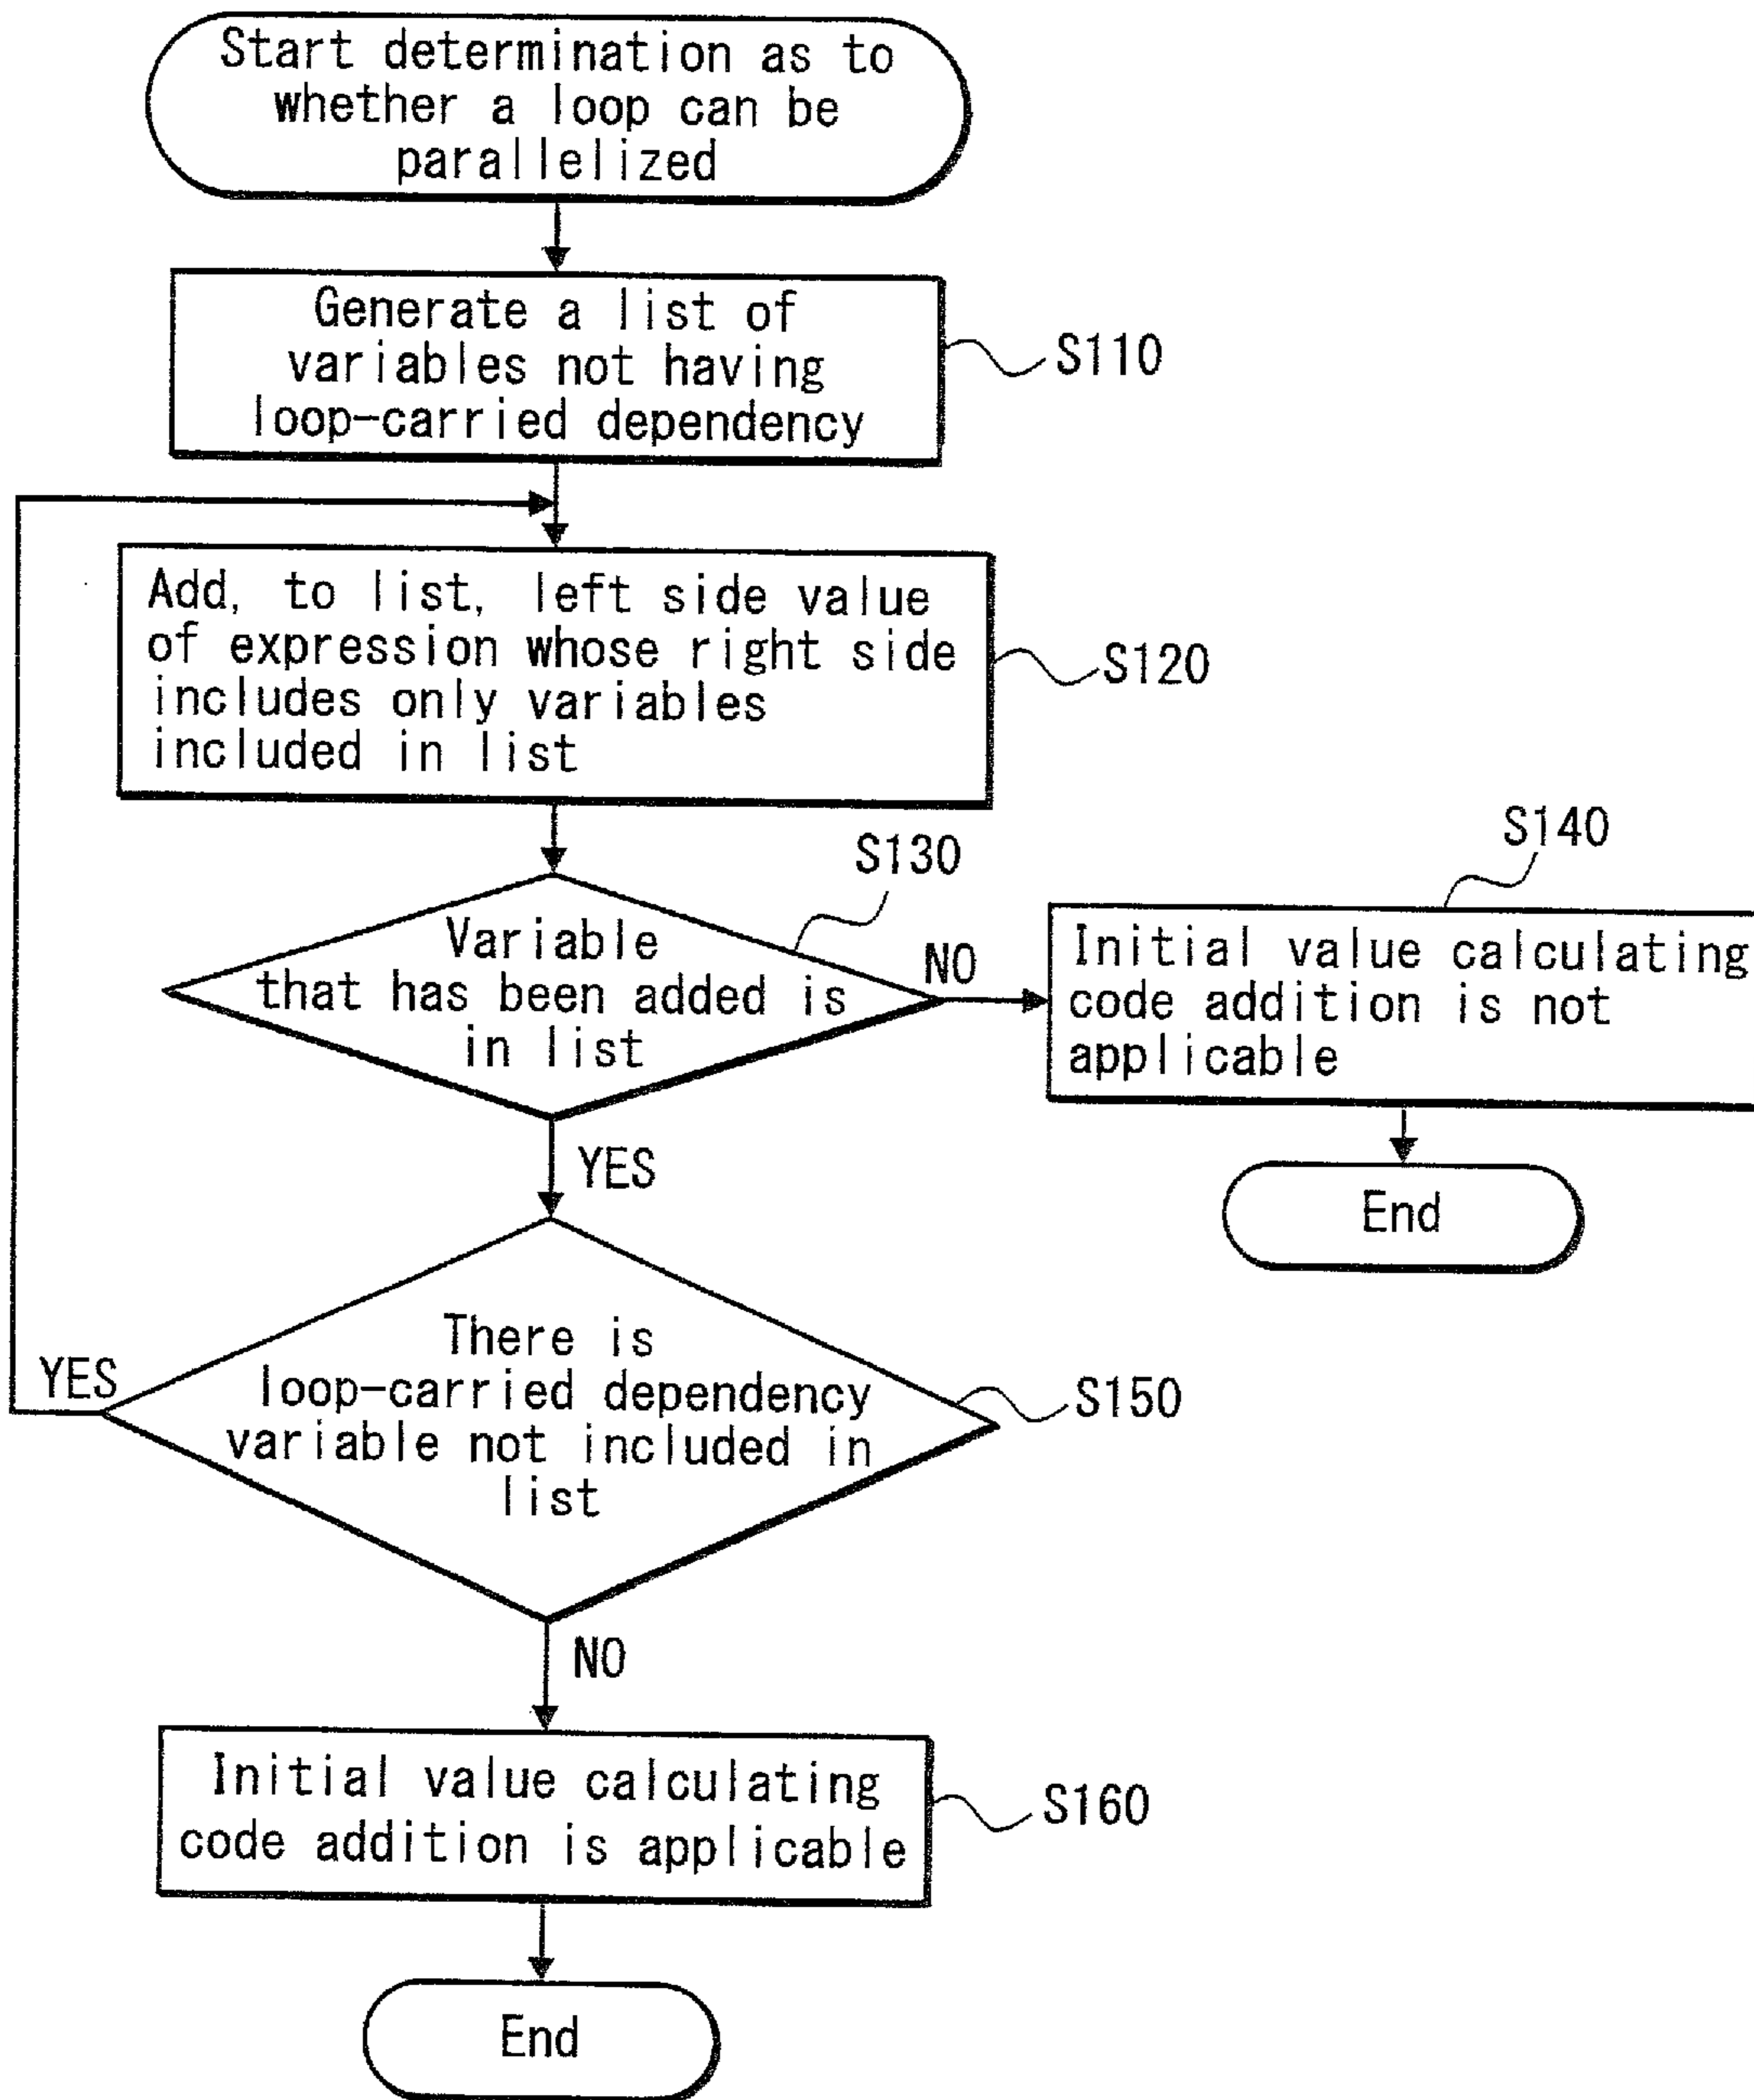 Start determination as to
whether a loop can be
parallelized
Generate a list of
variables not having
loop-carried dependency
S110
Add, to list, left side value
of expression whose right side
includes only variables
included in list
S120
S130
Variable
that has been added is
in list
NO
S140
Initial value calculating
code addition is not
applicable
End
YES
There is
loop-carried dependency
variable not included in
list
YES
S150
NO
Initial value calculating
code addition is applicable
S160
End